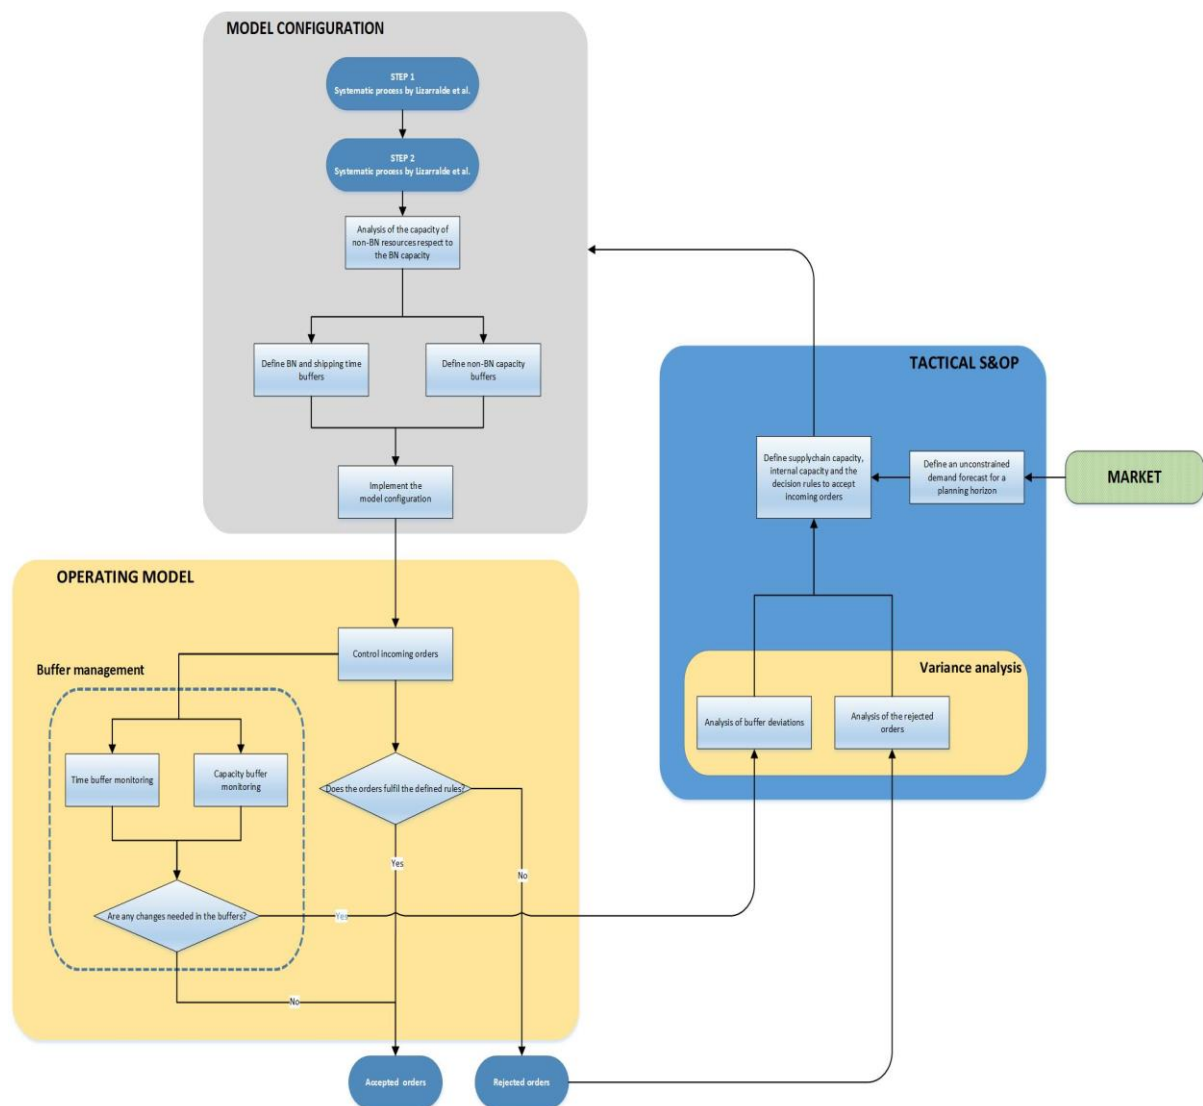 MODEL CONFIGURATION
STEP 1
Systematic process by Lizarralde et al.
STEP 2
Systematic process by Lizarralde et al.
Analysis of the capacity of
non-BN resources respect to
the BN capacity
Define BN and shipping time
buffers
Define non-BN capacity
buffers
Implement the
model configuration
TACTICAL S&OP
Define supplychain capacity,
internal capacity and the
decision rules to accept
incoming orders
Define an unconstrained
demand forecast for a
planning horizon
MARKET
Variance analysis
Analysis of buffer deviations
Analysis of the rejected
orders
OPERATING MODEL
Control incoming orders
Buffer management
Time buffer monitoring
Capacity buffer
monitoring
Does the orders fulfil the defined rules?
Yes
No
Are any changes needed in the buffers?
Yes
No
Accepted orders
Rejected orders